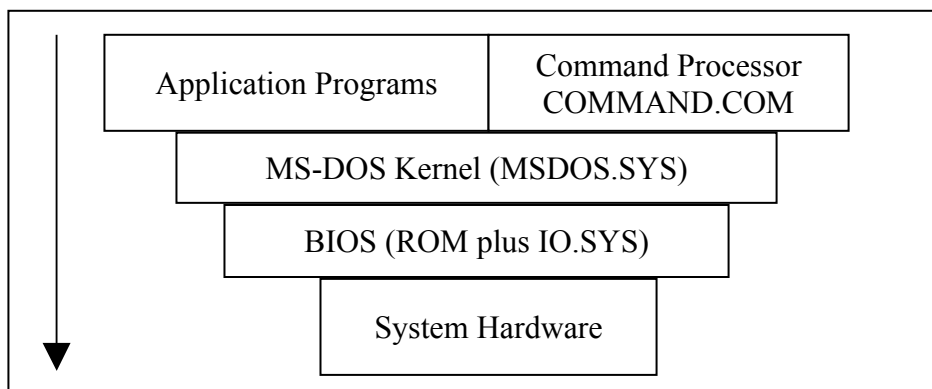 Application Programs
Command Processor
COMMAND.COM
MS-DOS Kernel (MSDOS.SYS)
BIOS (ROM plus IO.SYS)
System Hardware